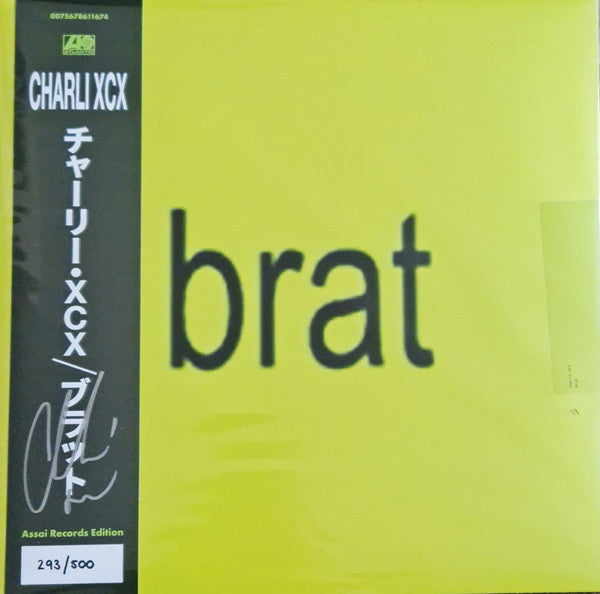 0075678611674
ATLANTIC
CHARLI XCX
チャーリー・XCX/ブラット
brat
Assai Records Edition
293/500